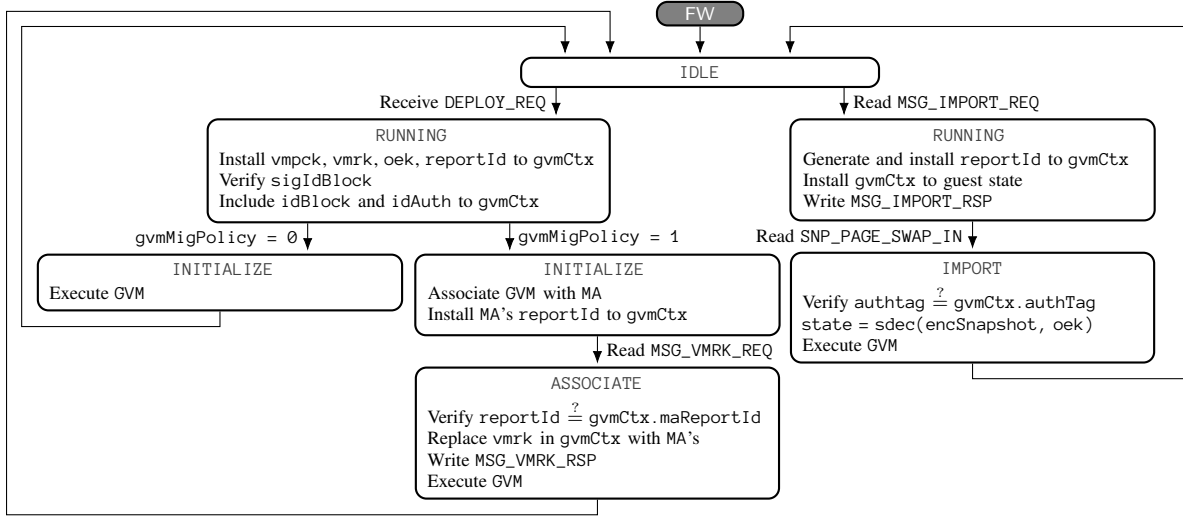 FW
IDLE
Receive DEPLOY_REQ
Read MSG_IMPORT_REQ
RUNNING
Install vmpck, vmrk, oek, reportId to gvmCtx
Verify sigIdBlock
Include idBlock and idAuth to gvmCtx
RUNNING
Generate and install reportId to gvmCtx
Install gvmCtx to guest state
Write MSG_IMPORT_RSP
gvmMigPolicy = 0
gvmMigPolicy = 1
Read SNP_PAGE_SWAP_IN
INITIALIZE
Execute GVM
INITIALIZE
Associate GVM with MA
Install MA's reportId to gvmCtx
IMPORT
Verify authtag ?= gvmCtx.authTag
state = sdec(encSnapshot, oek)
Execute GVM
Read MSG_VMRK_REQ
ASSOCIATE
Verify reportId ?= gvmCtx.maReportId
Replace vmrk in gvmCtx with MA's
Write MSG_VMRK_RSP
Execute GVM